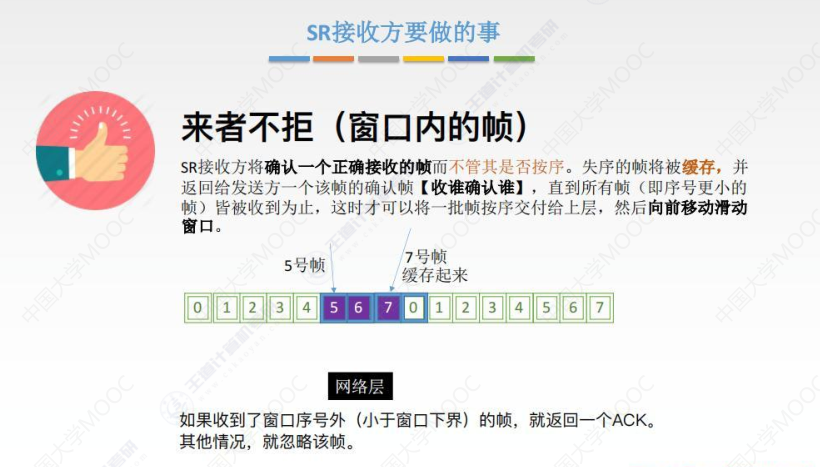 SR接收方要做的事
来者不拒（窗口内的帧）
SR接收方将确认一个正确接收的帧而不管其是否按序。失序的帧将被缓存，并
返回给发送方一个该帧的确认帧【收谁确认谁】，直到所有帧（即序号更小的
帧）皆被收到为止，这时才可以将一批帧按序交付给上层，然后向前移动滑动
窗口。
5号帧
7号帧
缓存起来
0 1 2 3 4 5 6 7 0 1 2 3 4 5 6 7
网络层
如果收到了窗口序号外（小于窗口下界）的帧，就返回一个ACK。
其他情况，就忽略该帧。
中国大学MOOC
王道计算机考研